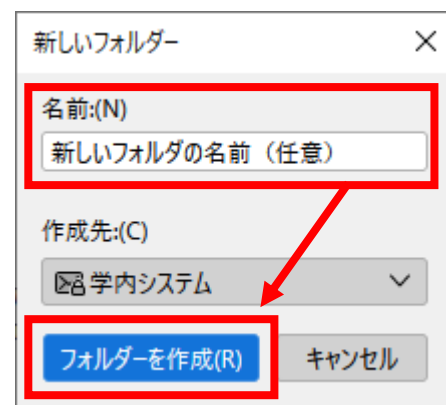 新しいフォルダー
名前:(N)
新しいフォルダの名前（任意）
作成先:(C)
学内システム
フォルダーを作成(R) キャンセル